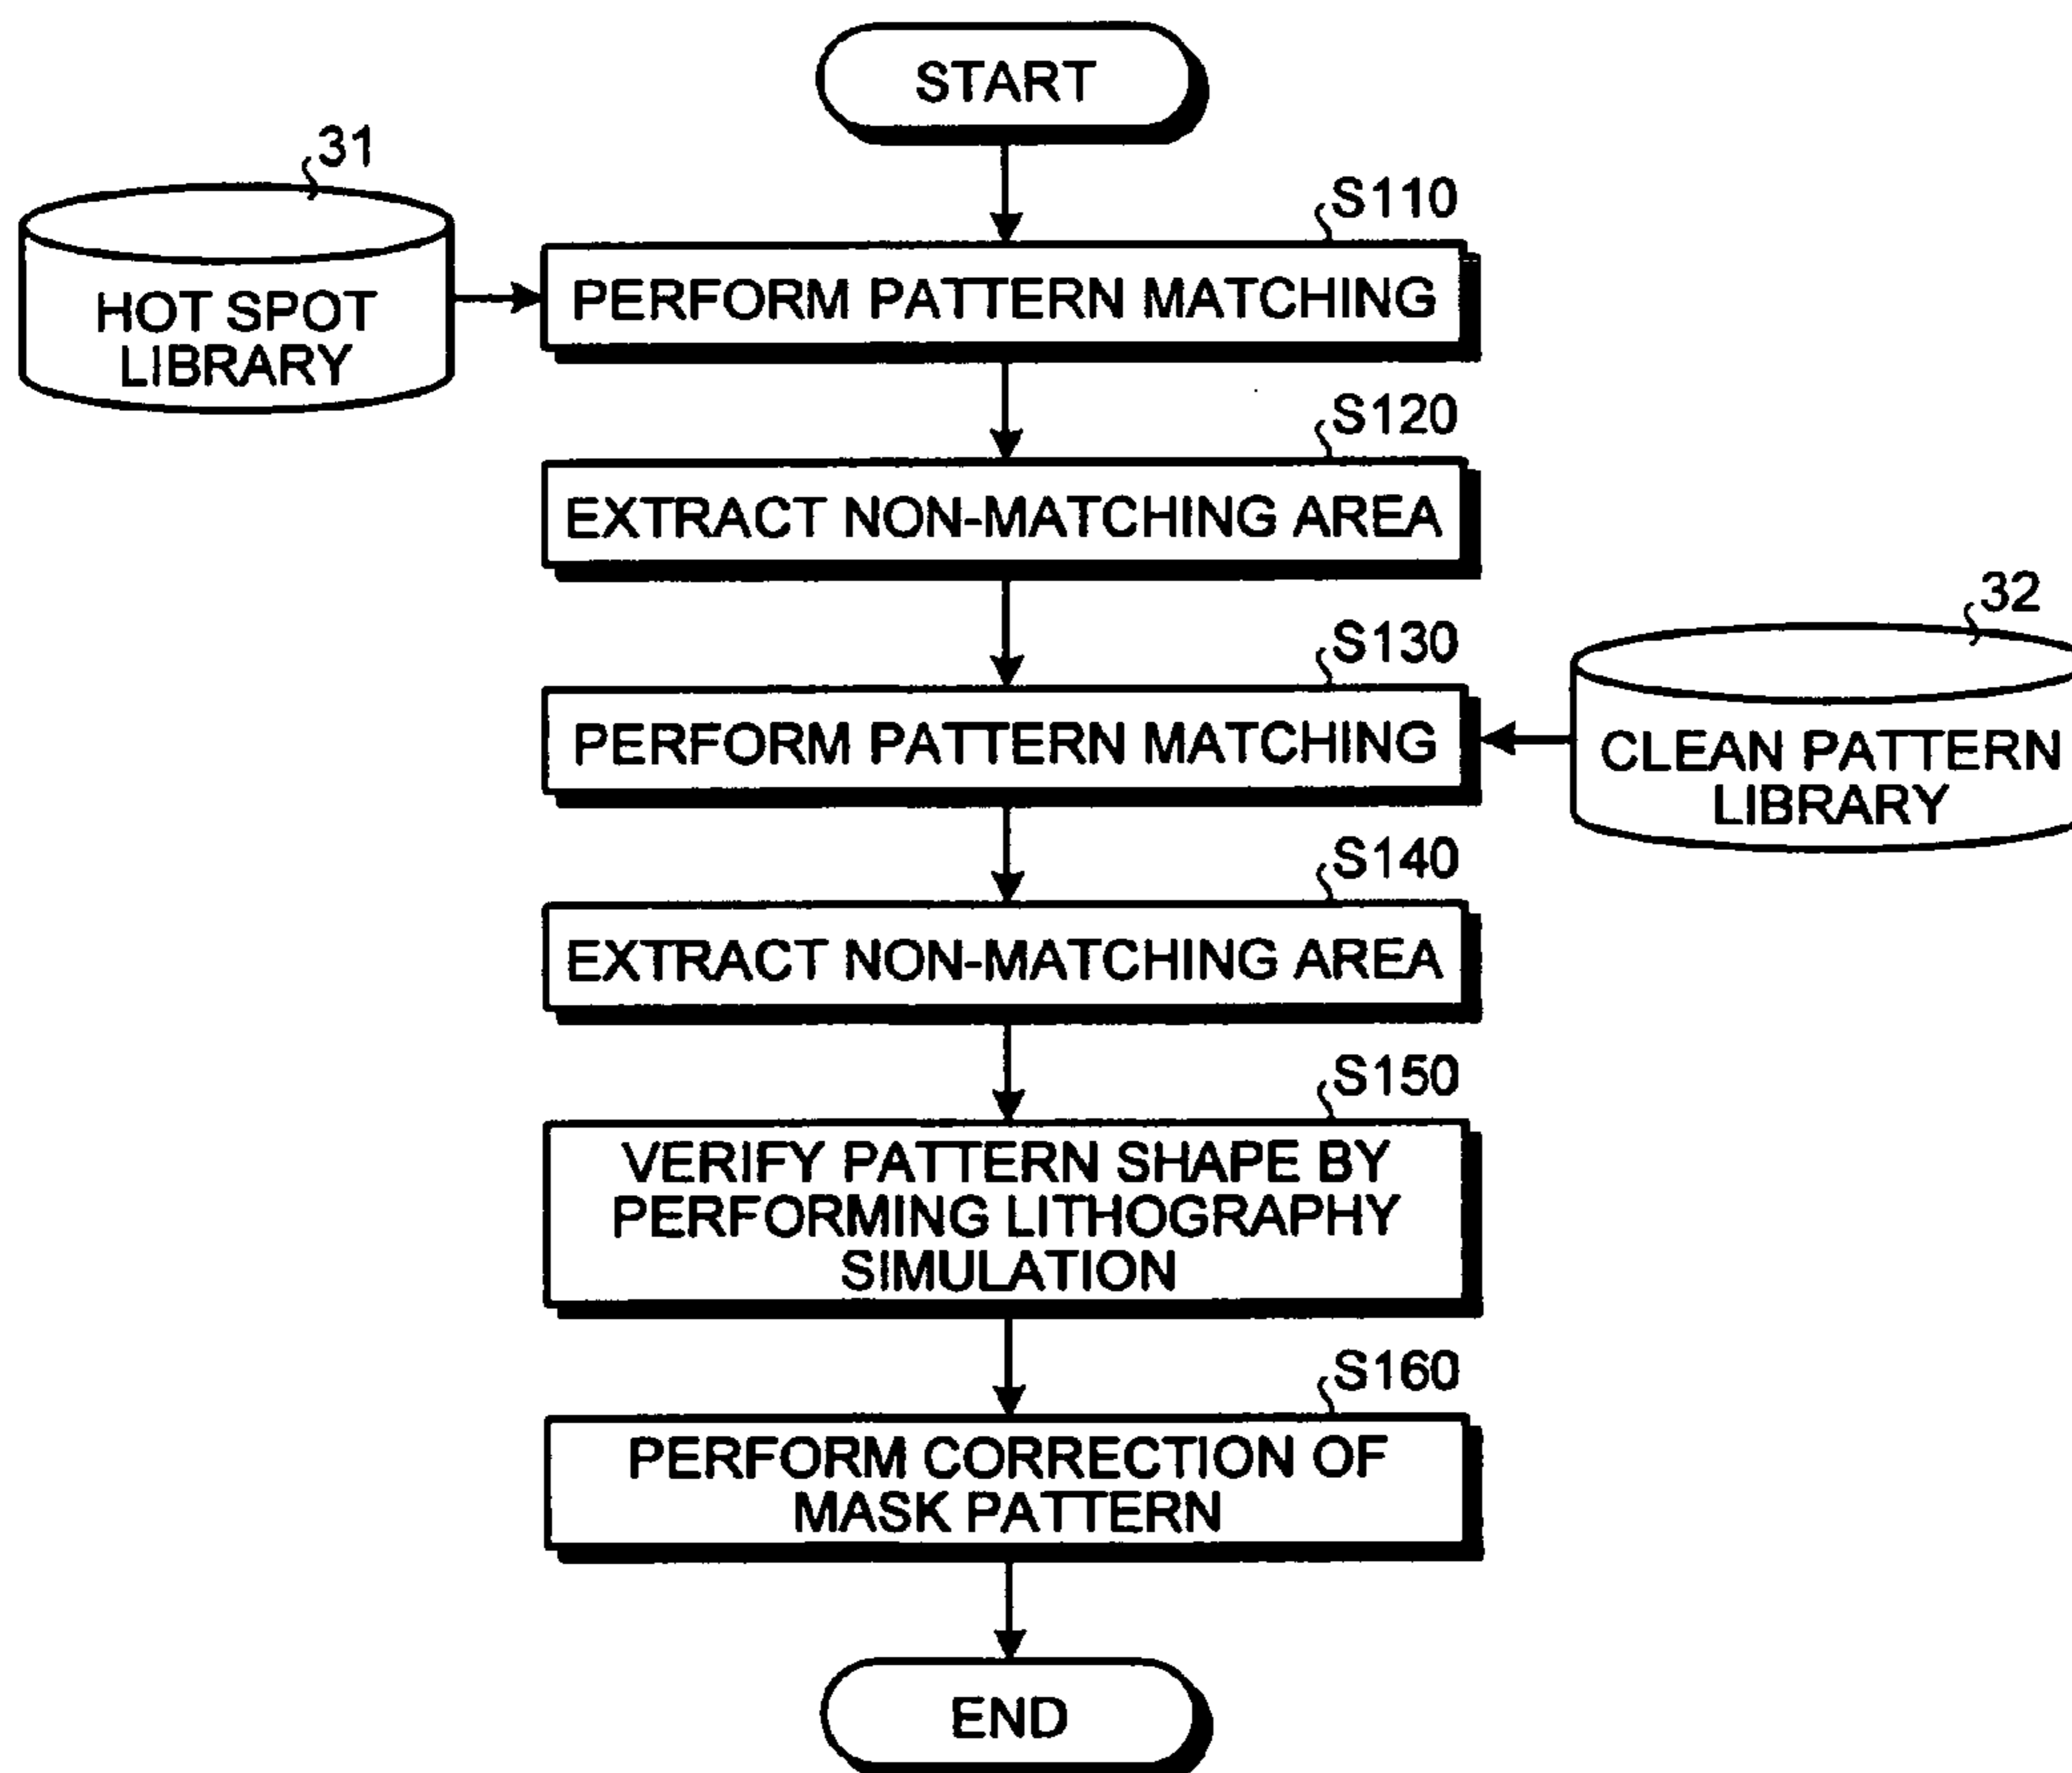 START
31
HOT SPOT
LIBRARY
S110
PERFORM PATTERN MATCHING
S120
EXTRACT NON-MATCHING AREA
S130
PERFORM PATTERN MATCHING
32
CLEAN PATTERN
LIBRARY
S140
EXTRACT NON-MATCHING AREA
S150
VERIFY PATTERN SHAPE BY
PERFORMING LITHOGRAPHY
SIMULATION
S160
PERFORM CORRECTION OF
MASK PATTERN
END